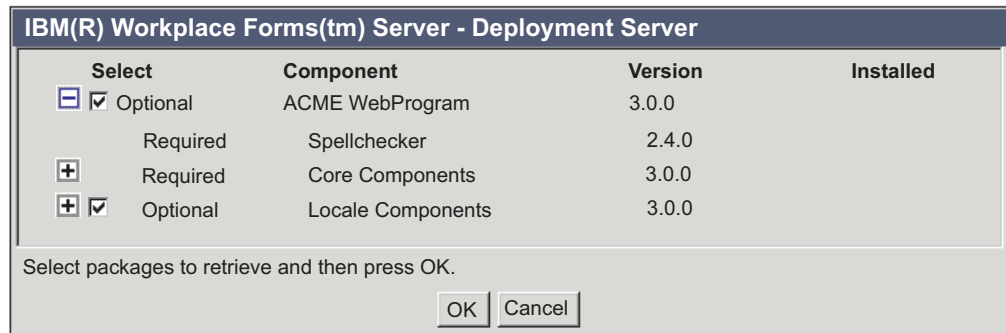 IBM(R) Workplace Forms(tm) Server - Deployment Server
Select Component Version Installed
Optional ACME WebProgram 3.0.0
Required Spellchecker 2.4.0
Required Core Components 3.0.0
Optional Locale Components 3.0.0
Select packages to retrieve and then press OK.
OK Cancel